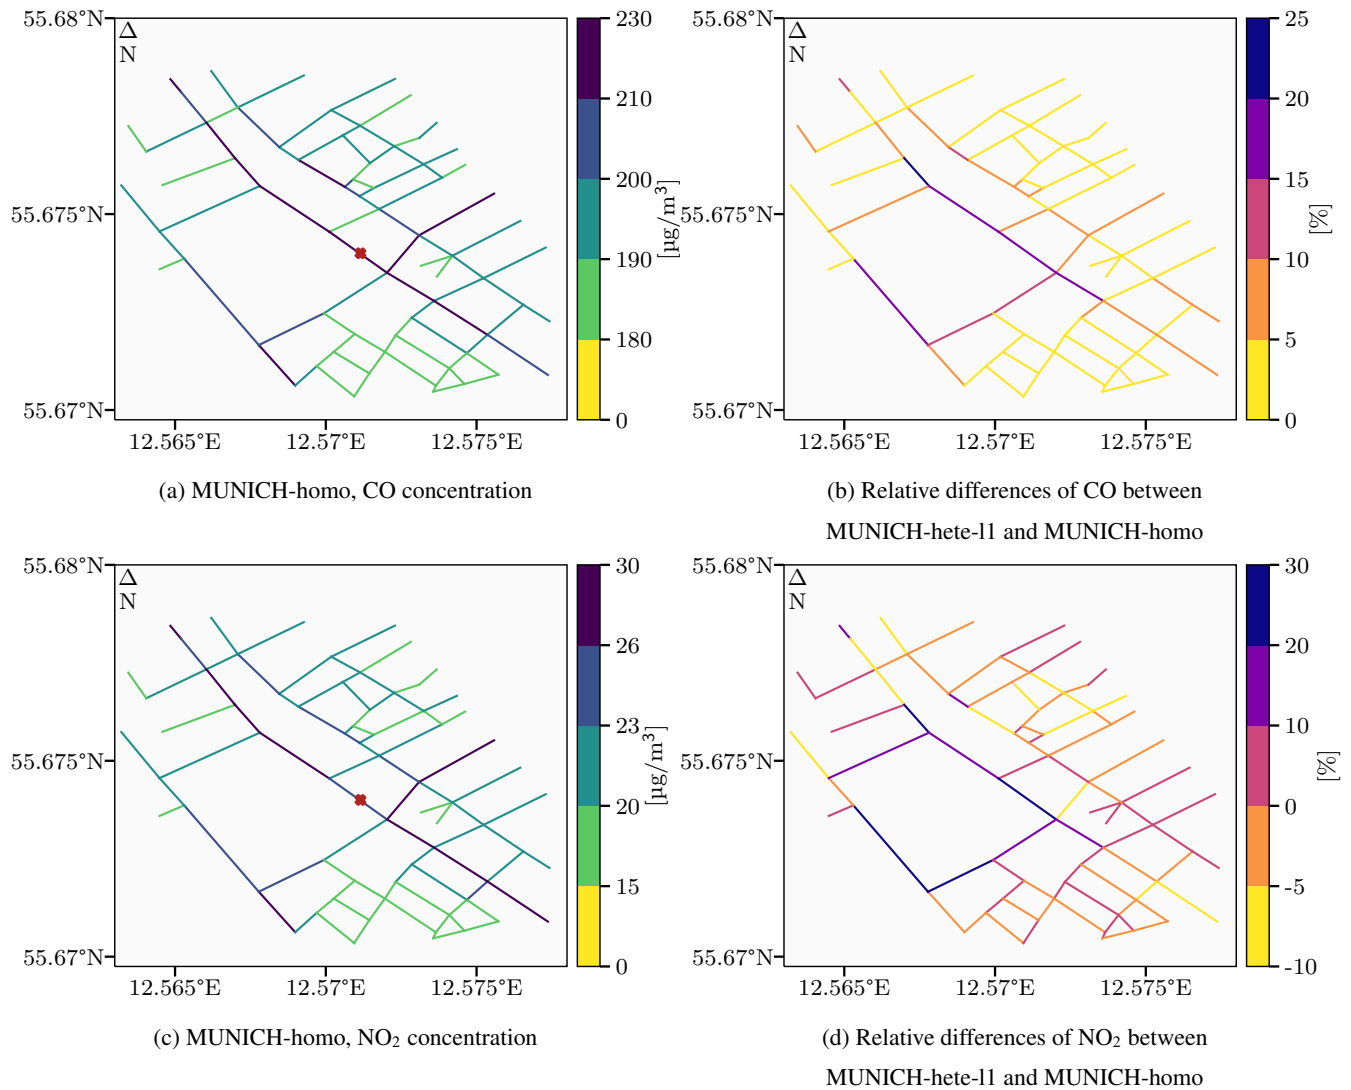 55.68°N
55.675°N
55.67°N
Δ
N
12.565°E 12.57°E 12.575°E
230
210
200
190
180
0
[µg/m³]
(a) MUNICH-homo, CO concentration
55.68°N
55.675°N
55.67°N
Δ
N
12.565°E 12.57°E 12.575°E
25
20
15
10
5
0
[%]
(b) Relative differences of CO between
MUNICH-hete-l1 and MUNICH-homo
55.68°N
55.675°N
55.67°N
Δ
N
12.565°E 12.57°E 12.575°E
30
26
23
20
15
0
[µg/m³]
(c) MUNICH-homo, NO₂ concentration
55.68°N
55.675°N
55.67°N
Δ
N
12.565°E 12.57°E 12.575°E
30
20
10
0
-5
-10
[%]
(d) Relative differences of NO₂ between
MUNICH-hete-l1 and MUNICH-homo